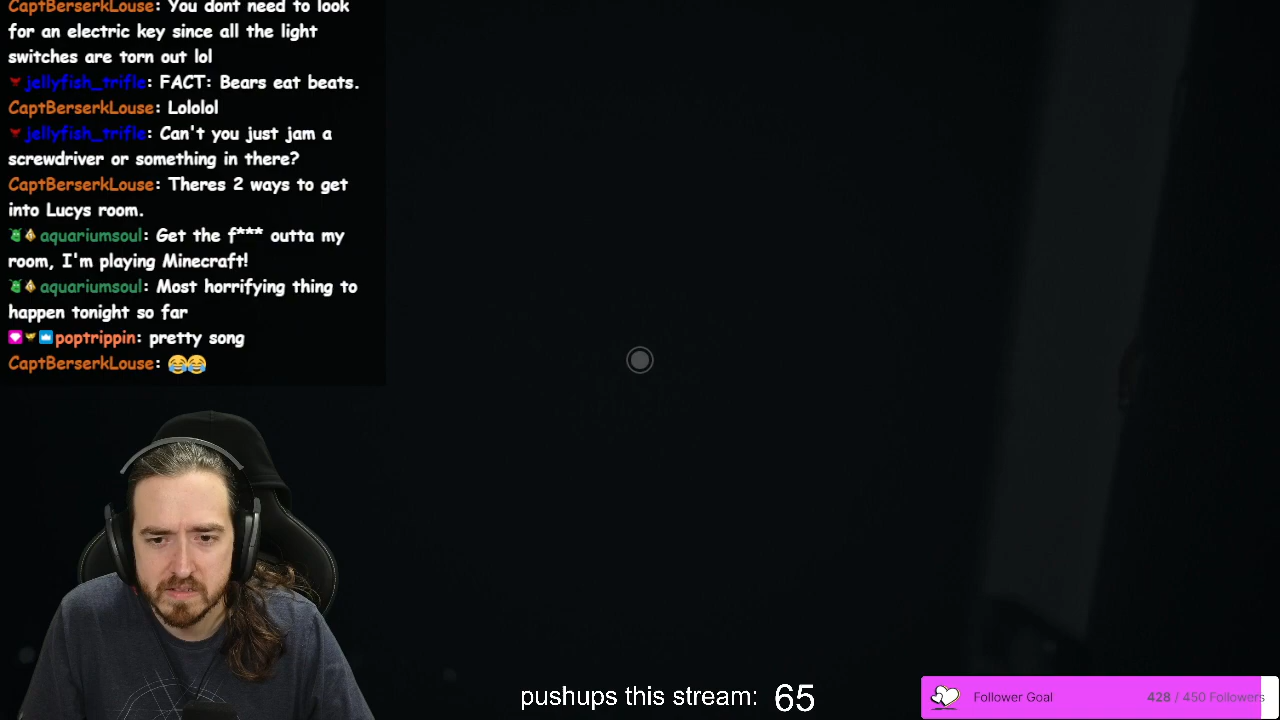 CaptBerserkLouse: You dont need to look
for an electric key since all the light
switches are torn out lol
jellyfish_trifle: FACT: Bears eat beats.
CaptBerserkLouse: Lololol
jellyfish_trifle: Can't you just jam a
screwdriver or something in there?
CaptBerserkLouse: Theres 2 ways to get
into Lucys room.
aquariumsoul: Get the f*** outta my
room, I'm playing Minecraft!
aquariumsoul: Most horrifying thing to
happen tonight so far
poptrippin: pretty song
CaptBerserkLouse: 😂😂
pushups this stream: 65
Follower Goal 428 / 450 Followers